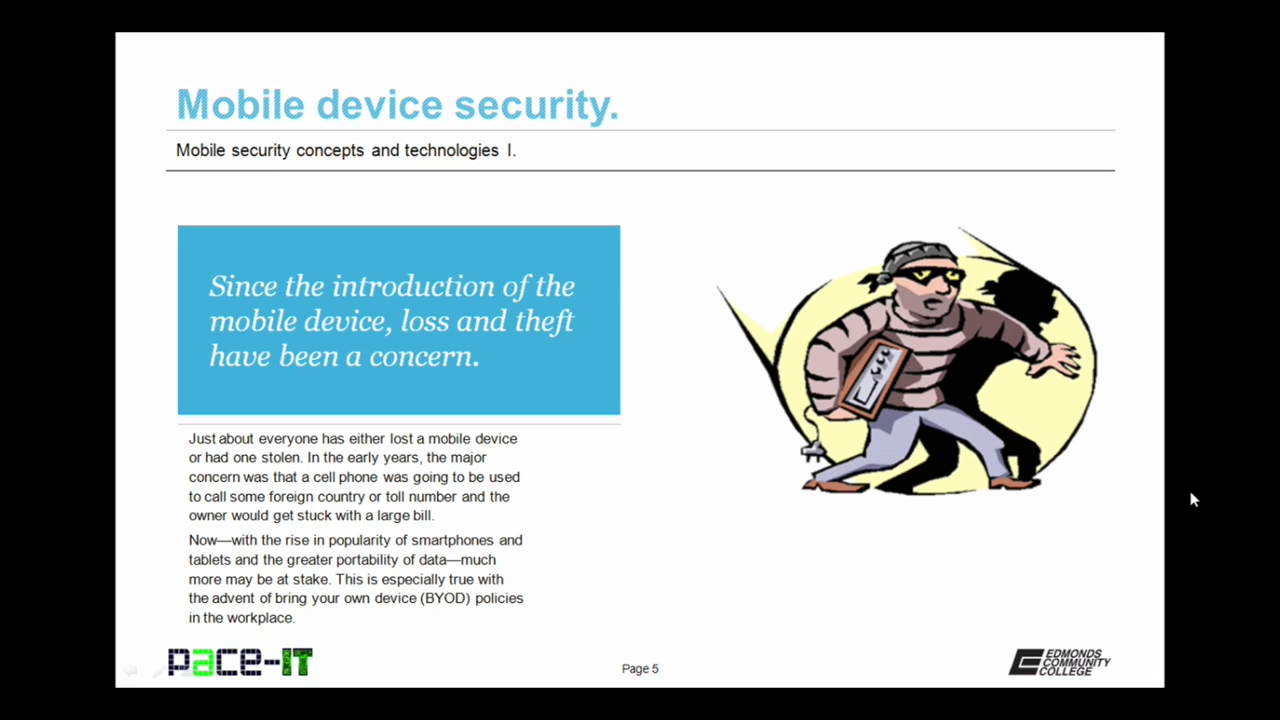 Mobile device security.
Mobile security concepts and technologies I.
Since the introduction of the
mobile device, loss and theft
have been a concern.
Just about everyone has either lost a mobile device
or had one stolen. In the early years, the major
concern was that a cell phone was going to be used
to call some foreign country or toll number and the
owner would get stuck with a large bill.
Now—with the rise in popularity of smartphones and
tablets and the greater portability of data—much
more may be at stake. This is especially true with
the advent of bring your own device (BYOD) policies
in the workplace.
pace-IT
Page 5
EDMONDS
COMMUNITY
COLLEGE